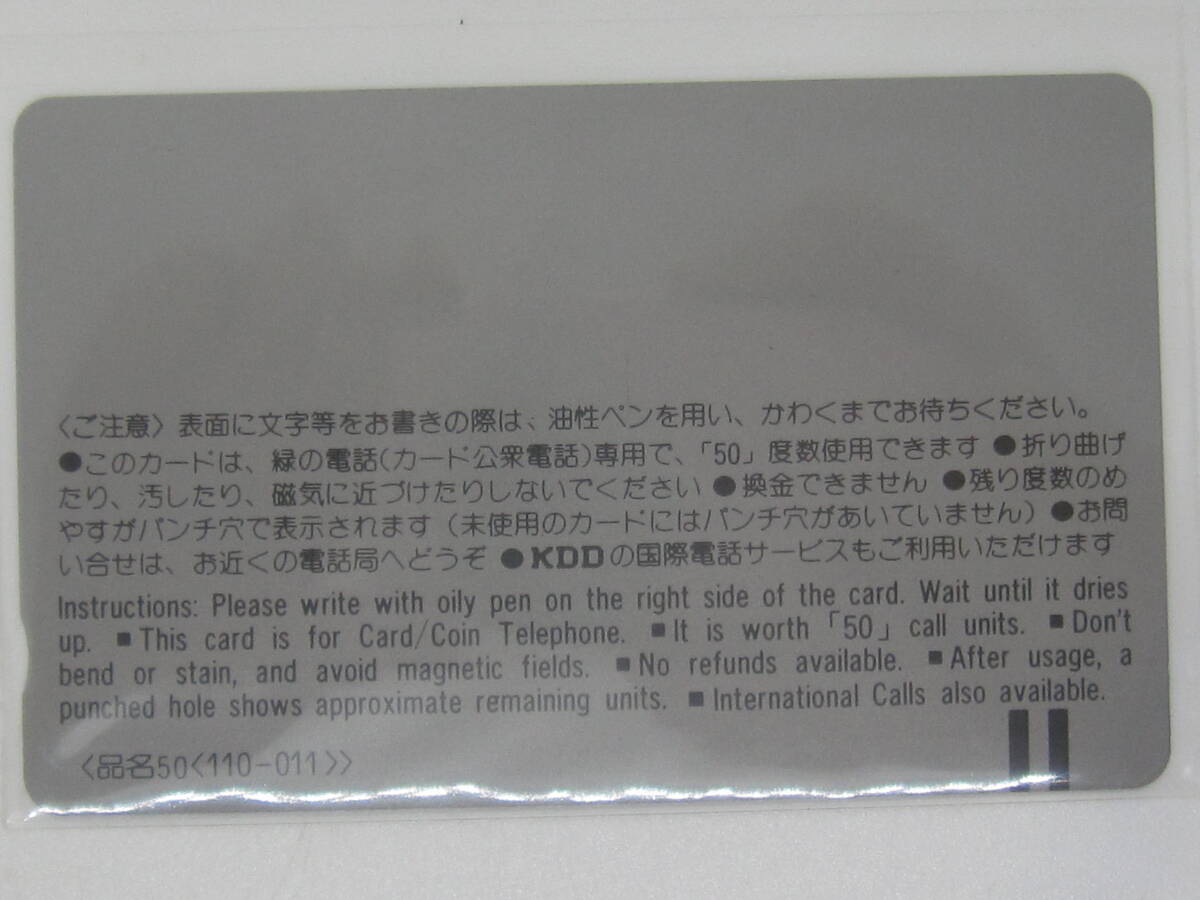 〈ご注意〉表面に文字等をお書きの際は、油性ペンを用い、かわくまでお待ちください。
●このカードは、緑の電話(カード公衆電話)専用で、「50」度数使用できます ●折り曲げ
たり、汚したり、磁気に近づけたりしないでください ●換金できません ●残り度数のめ
やすがパンチ穴で表示されます(未使用のカードにはパンチ穴があいていません) ●お問
い合せは、お近くの電話局へどうぞ ●KDDの国際電話サービスもご利用いただけます
Instructions: Please write with oily pen on the right side of the card. Wait until it dries
up. ■This card is for Card/Coin Telephone. ■It is worth「50」call units. ■Don't
bend or stain, and avoid magnetic fields. ■No refunds available. ■After usage, a
punched hole shows approximate remaining units. ■International Calls also available.
〈品名50〈110-011〉〉